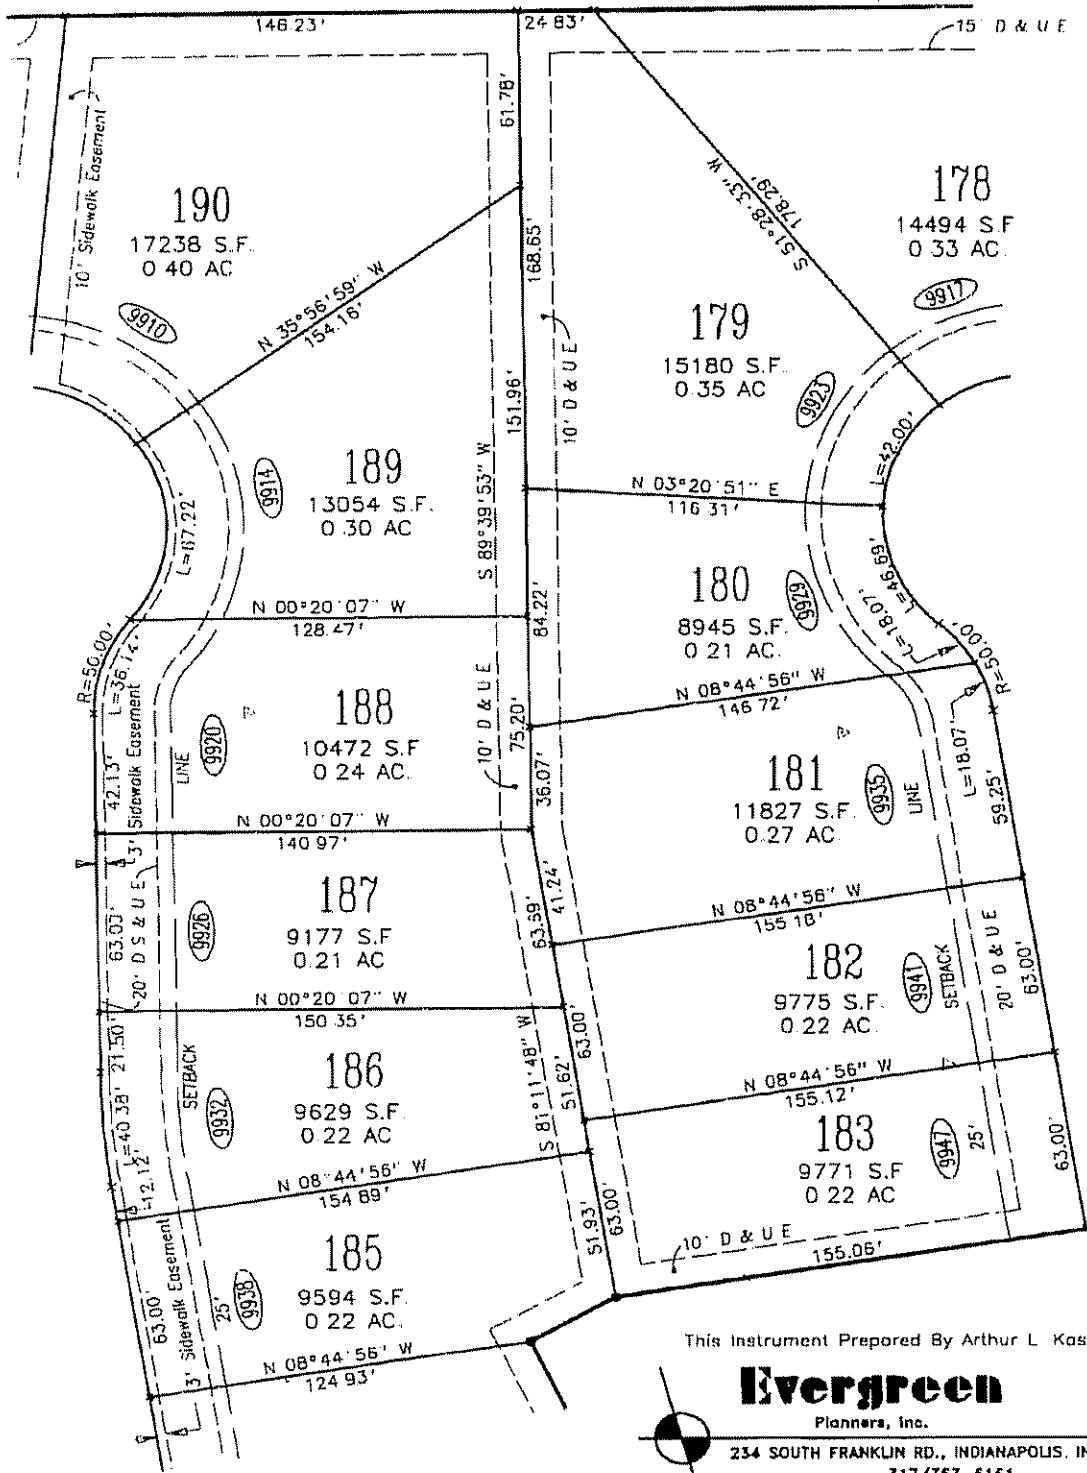 146.23'
24.83'
15' D & U E
10' Sidewalk Easement
61.78'
190
17238 S.F.
0.40 AC
9910
N 35°56'59" W
154.16'
168.65'
S 51°28'33" W
178.29'
178
14494 S.F
0.33 AC.
9917
179
15180 S.F.
0.35 AC
9923
10' D & U E
151.96'
S 89°39'53" W
L=42.00'
189
13054 S.F.
0.30 AC
9914
L=67.22'
N 03°20'51" E
116.31'
180
8945 S.F.
0.21 AC.
9929
L=46.69'
L=18.07'
R=50.00'
N 00°20'07" W
128.47'
84.22'
R=50.00'
L=36.14'
N 08°44'56" W
146.72'
188
10472 S.F
0.24 AC.
9920
LINE
3' Sidewalk Easement
42.13'
10' D & U E
75.20'
36.07'
181
11827 S.F.
0.27 AC.
9935
LINE
L=18.07'
59.25'
N 00°20'07" W
140.97'
187
9177 S.F
0.21 AC
9926
63.03'
20' D S & U E
63.59'
41.24'
N 08°44'56" W
155.18'
182
9775 S.F.
0.22 AC.
9941
SETBACK
20' D & U E
63.00'
N 00°20'07" W
150.35'
21.50'
SETBACK
186
9629 S.F.
0.22 AC
9932
L=40.38'
12.12'
S 81°11'48" W
51.62'
63.00'
N 08°44'56" W
155.12'
183
9771 S.F
0.22 AC
9947
25'
63.00'
N 08°44'56" W
154.89'
185
9594 S.F.
0.22 AC.
9938
25'
63.00'
3' Sidewalk Easement
51.93'
63.00'
10' D & U E
155.06'
N 08°44'56" W
124.93'
This Instrument Prepared By Arthur L Kas
Evergreen
Planners, Inc.
234 SOUTH FRANKLIN RD., INDIANAPOLIS, IN